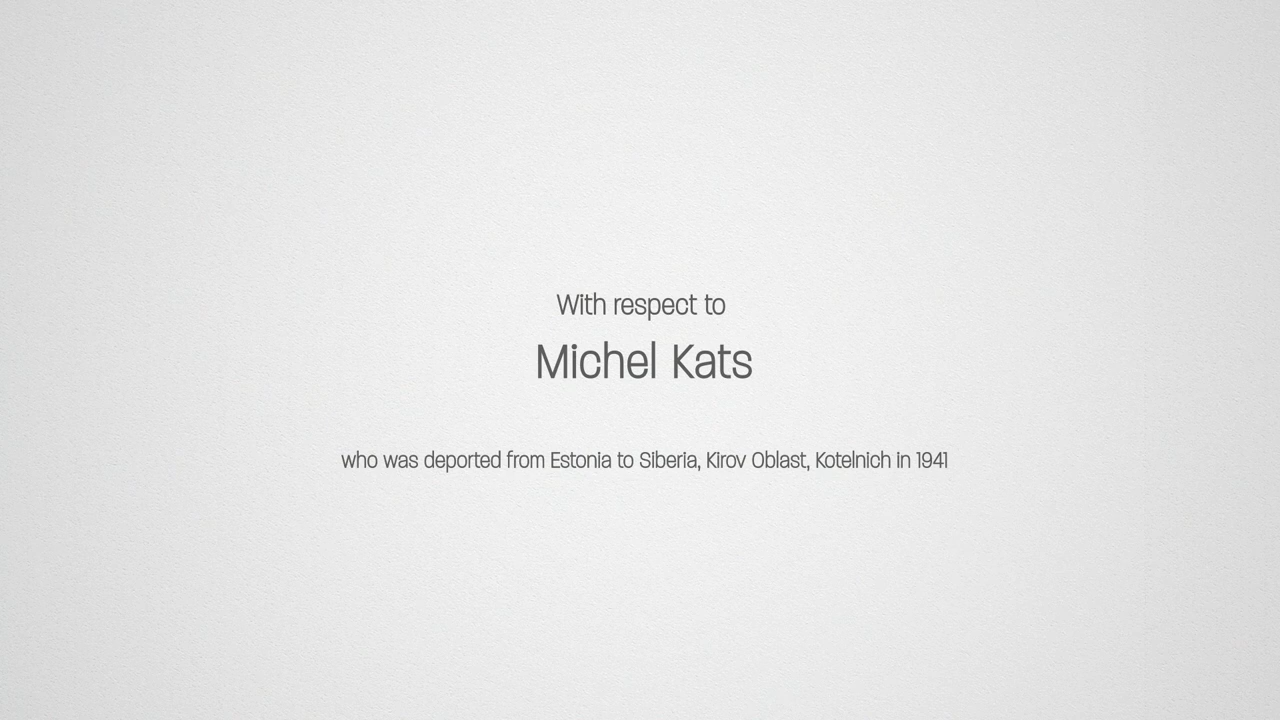 With respect to
Michel Kats
who was deported from Estonia to Siberia, Kirov Oblast, Kotelnich in 1941